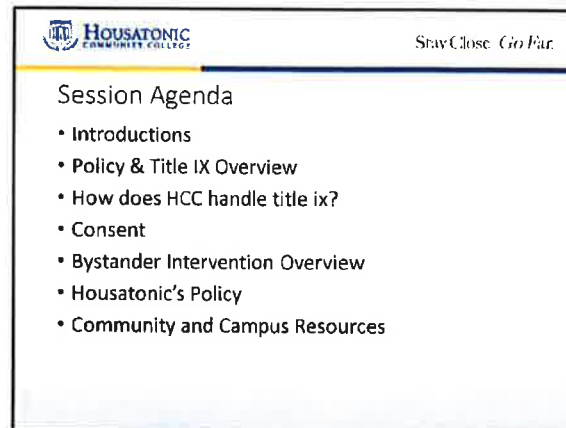 HOUSATONIC
COMMUNITY COLLEGE
Stay Close. Go Far.
Session Agenda
• Introductions
• Policy & Title IX Overview
• How does HCC handle title ix?
• Consent
• Bystander Intervention Overview
• Housatonic's Policy
• Community and Campus Resources